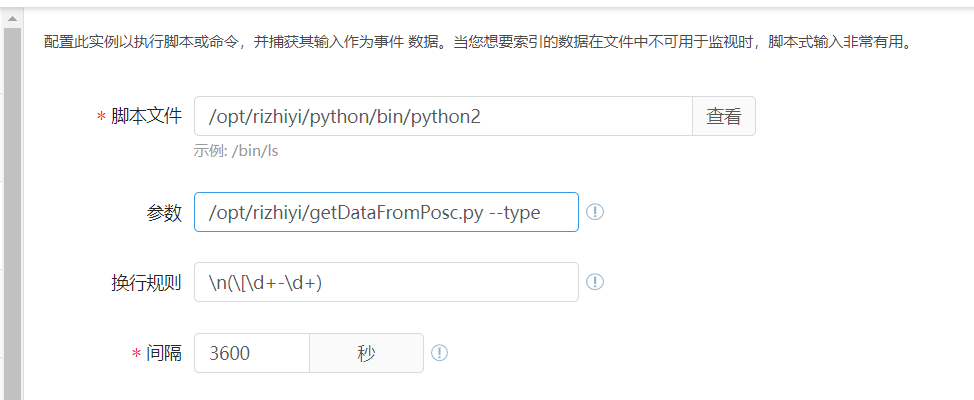 配置此实例以执行脚本或命令，并捕获其输入作为事件 数据。当您想要索引的数据在文件中不可用于监视时，脚本式输入非常有用。
* 脚本文件 /opt/rizhiyi/python/bin/python2 查看
示例: /bin/ls
参数 /opt/rizhiyi/getDataFromPosc.py --type
换行规则 \n(\[\d+-\d+)
* 间隔 3600 秒